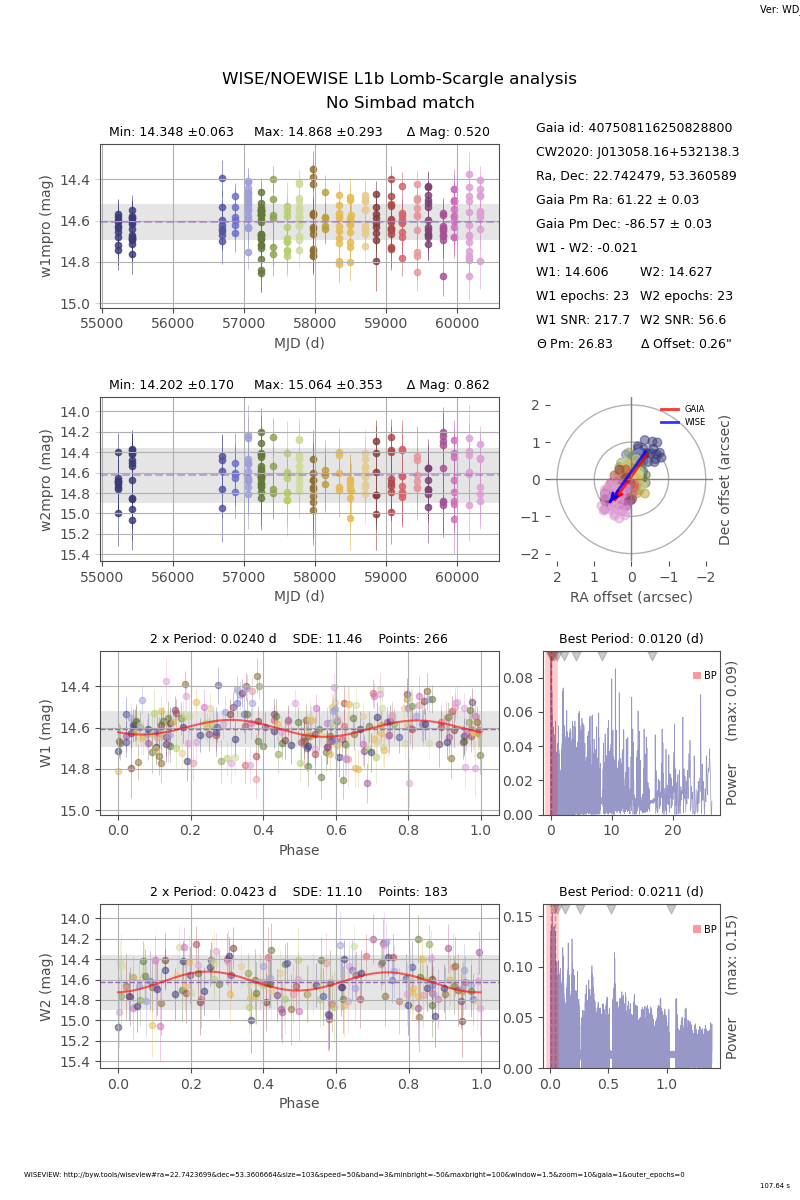 Ver: WD
WISE/NOEWISE L1b Lomb-Scargle analysis
No Simbad match
Min: 14.348 ±0.063 Max: 14.868 ±0.293 Δ Mag: 0.520
14.4
14.6
14.8
15.0
w1mpro (mag)
55000 56000 57000 58000 59000 60000
MJD (d)
Gaia id: 407508116250828800
CW2020: J013058.16+532138.3
Ra, Dec: 22.742479, 53.360589
Gaia Pm Ra: 61.22 ± 0.03
Gaia Pm Dec: -86.57 ± 0.03
W1 - W2: -0.021
W1: 14.606 W2: 14.627
W1 epochs: 23 W2 epochs: 23
W1 SNR: 217.7 W2 SNR: 56.6
Θ Pm: 26.83 Δ Offset: 0.26"
Min: 14.202 ±0.170 Max: 15.064 ±0.353 Δ Mag: 0.862
14.0
14.2
14.4
14.6
14.8
15.0
15.2
15.4
w2mpro (mag)
55000 56000 57000 58000 59000 60000
MJD (d)
GAIA
WISE
2
1
0
−1
−2
Dec offset (arcsec)
2 1 0 −1 −2
RA offset (arcsec)
2 x Period: 0.0240 d SDE: 11.46 Points: 266
14.4
14.6
14.8
15.0
W1 (mag)
0.0 0.2 0.4 0.6 0.8 1.0
Phase
Best Period: 0.0120 (d)
BP
0.08
0.06
0.04
0.02
0.00
Power (max: 0.09)
0 10 20
2 x Period: 0.0423 d SDE: 11.10 Points: 183
14.0
14.2
14.4
14.6
14.8
15.0
15.2
15.4
W2 (mag)
0.0 0.2 0.4 0.6 0.8 1.0
Phase
Best Period: 0.0211 (d)
BP
0.15
0.10
0.05
0.00
Power (max: 0.15)
0.0 0.5 1.0
WISEVIEW: http://byw.tools/wiseview#ra=22.7423699&dec=53.3606664&size=103&speed=50&band=3&minbright=-50&maxbright=100&window=1.5&zoom=10&gaia=1&outer_epochs=0
107.64 s